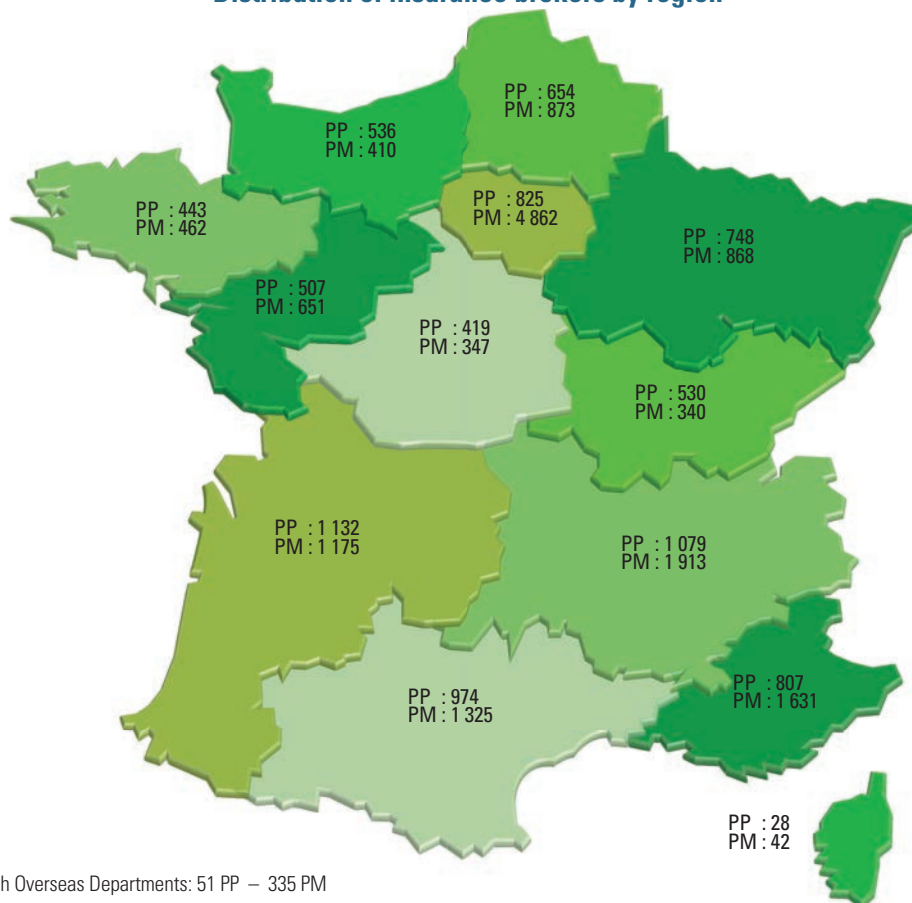 Distribution of insurance brokers by region
PP : 654
PM : 873
PP : 536
PM : 410
PP : 825
PM : 4 862
PP : 443
PM : 462
PP : 748
PM : 868
PP : 507
PM : 651
PP : 419
PM : 347
PP : 530
PM : 340
PP : 1 132
PM : 1 175
PP : 1 079
PM : 1 913
PP : 974
PM : 1 325
PP : 807
PM : 1 631
PP : 28
PM : 42
h Overseas Departments: 51 PP – 335 PM